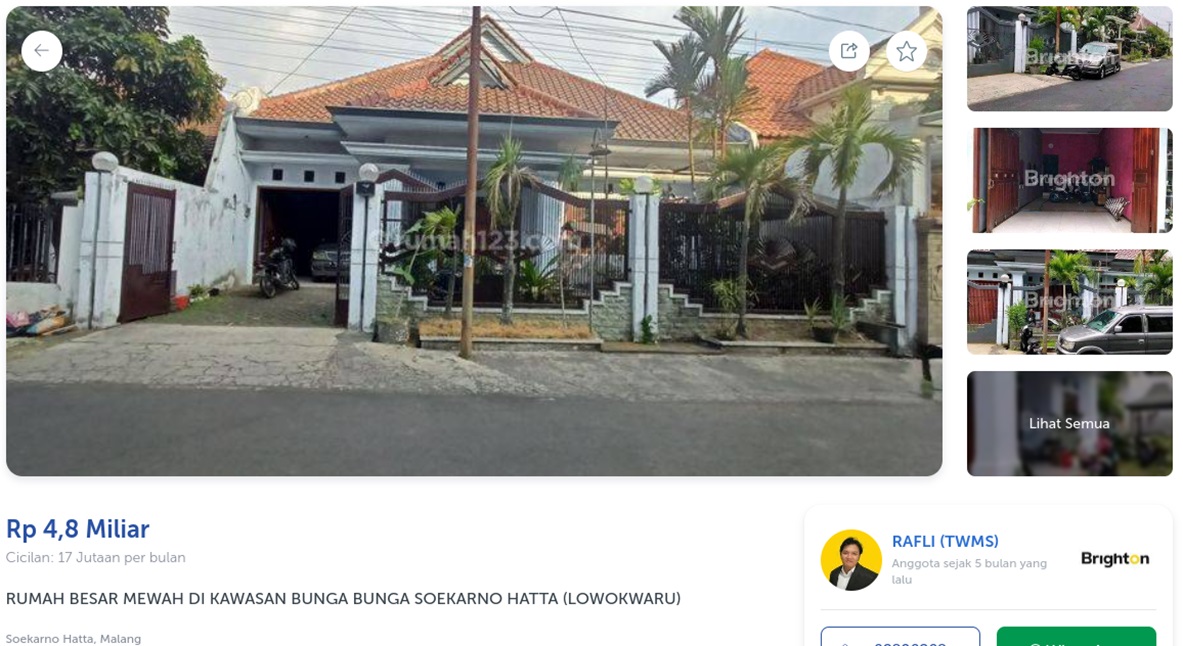 rumah123.com
Brighton
Brighton
Brighton
Lihat Semua
Rp 4,8 Miliar
Cicilan: 17 Jutaan per bulan
RUMAH BESAR MEWAH DI KAWASAN BUNGA BUNGA SOEKARNO HATTA (LOWOKWARU)
Soekarno Hatta, Malang
RAFLI (TWMS)
Anggota sejak 5 bulan yang
lalu
Brighton